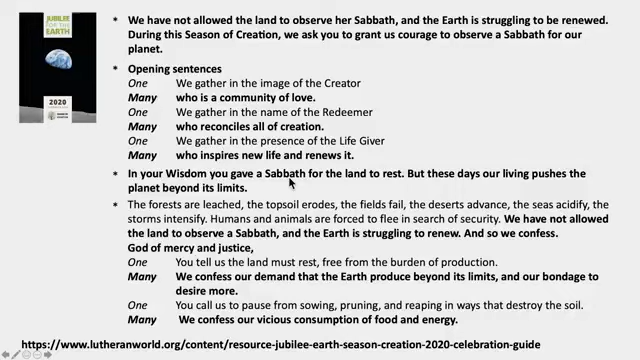 JUBILEE
FOR THE
EARTH
2020
* We have not allowed the land to observe her Sabbath, and the Earth is struggling to be renewed.
During this Season of Creation, we ask you to grant us courage to observe a Sabbath for our
planet.
* Opening sentences
One We gather in the image of the Creator
Many who is a community of love.
One We gather in the name of the Redeemer
Many who reconciles all of creation.
One We gather in the presence of the Life Giver
Many who inspires new life and renews it.
* In your Wisdom you gave a Sabbath for the land to rest. But these days our living pushes the
planet beyond its limits.
* The forests are leached, the topsoil erodes, the fields fail, the deserts advance, the seas acidify, the
storms intensify. Humans and animals are forced to flee in search of security. We have not allowed
the land to observe a Sabbath, and the Earth is struggling to renew. And so we confess.
God of mercy and justice,
One You tell us the land must rest, free from the burden of production.
Many We confess our demand that the Earth produce beyond its limits, and our bondage to
desire more.
One You call us to pause from sowing, pruning, and reaping in ways that destroy the soil.
Many We confess our vicious consumption of food and energy.
https://www.lutheranworld.org/content/resource-jubilee-earth-season-creation-2020-celebration-guide